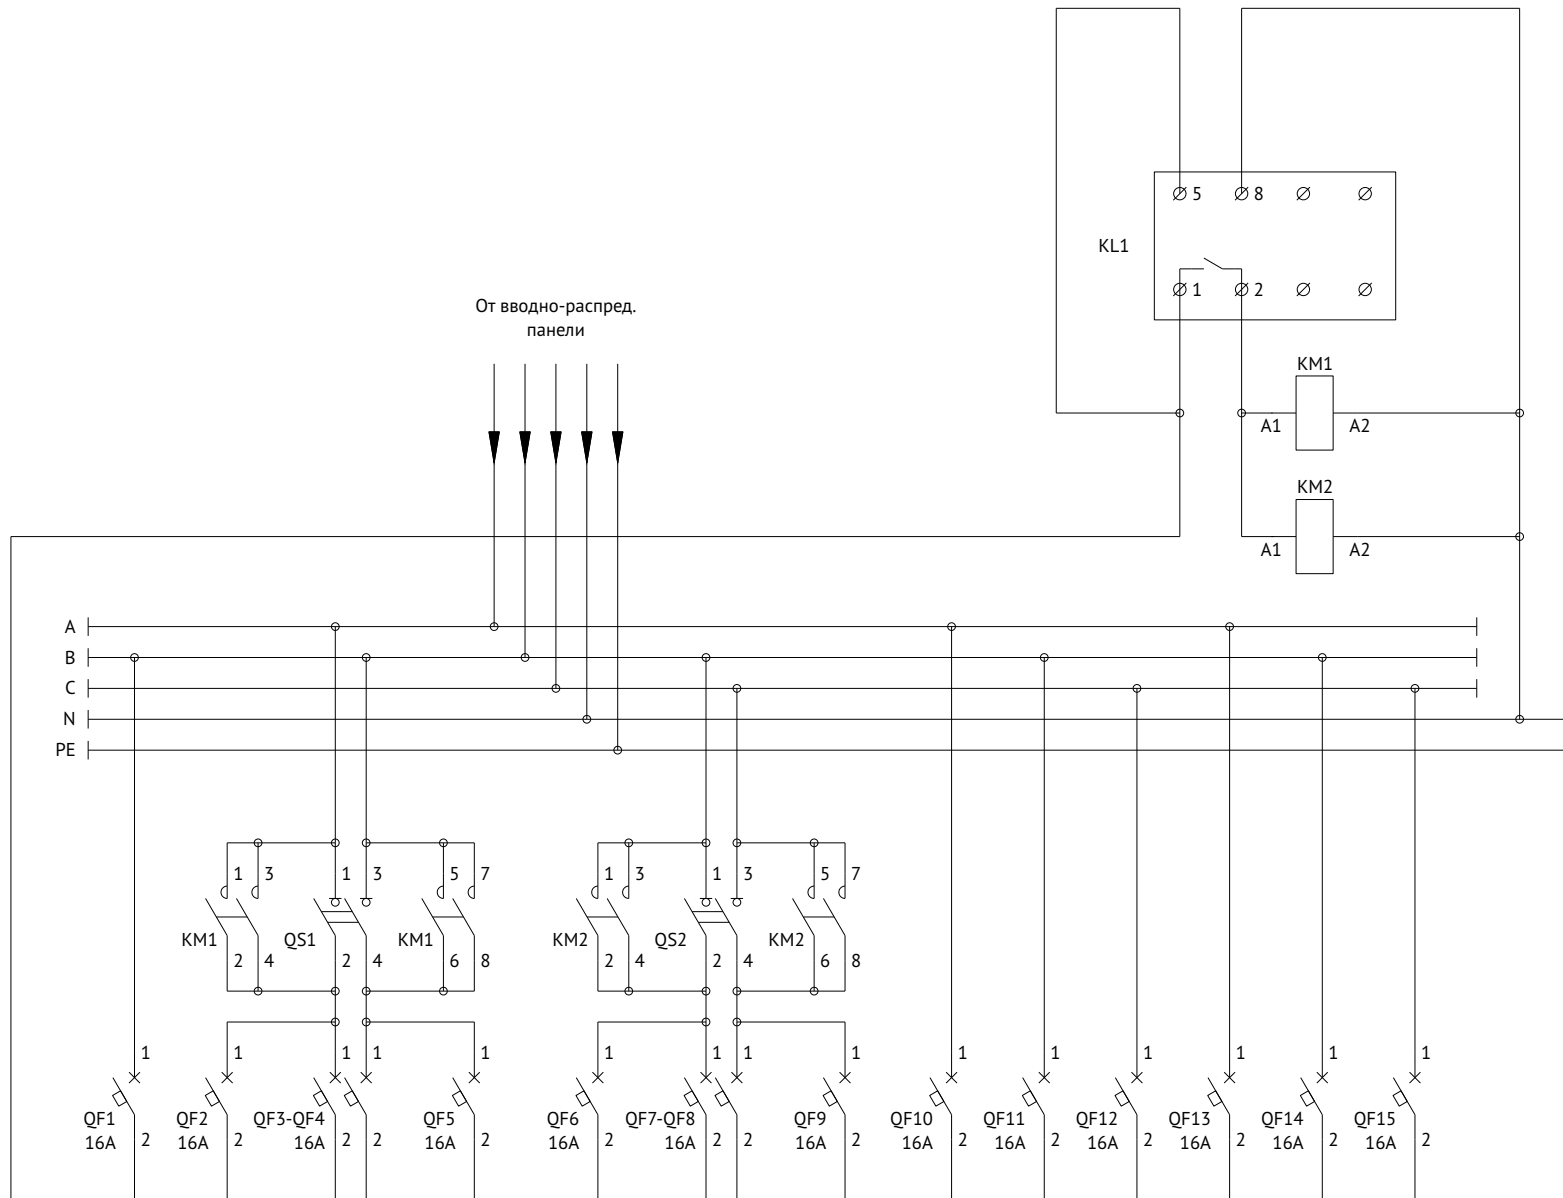 5 8
KL1
1 2
От вводно-распред.
панели
KM1
A1 A2
KM2
A1 A2
A
B
C
N
PE
1 3 1 3 5 7 1 3 1 3 5 7
KM1 QS1 KM1 KM2 QS2 KM2
2 4 2 4 6 8 2 4 2 4 6 8
1 1 1 1 1 1 1 1 1 1 1 1 1 1 1
QF1 QF2 QF3-QF4 QF5 QF6 QF7-QF8 QF9 QF10 QF11 QF12 QF13 QF14 QF15
16A 2 16A 2 16A 2 2 16A 2 16A 2 16A 2 2 16A 2 16A 2 16A 2 16A 2 16A 2 16A 2 16A 2